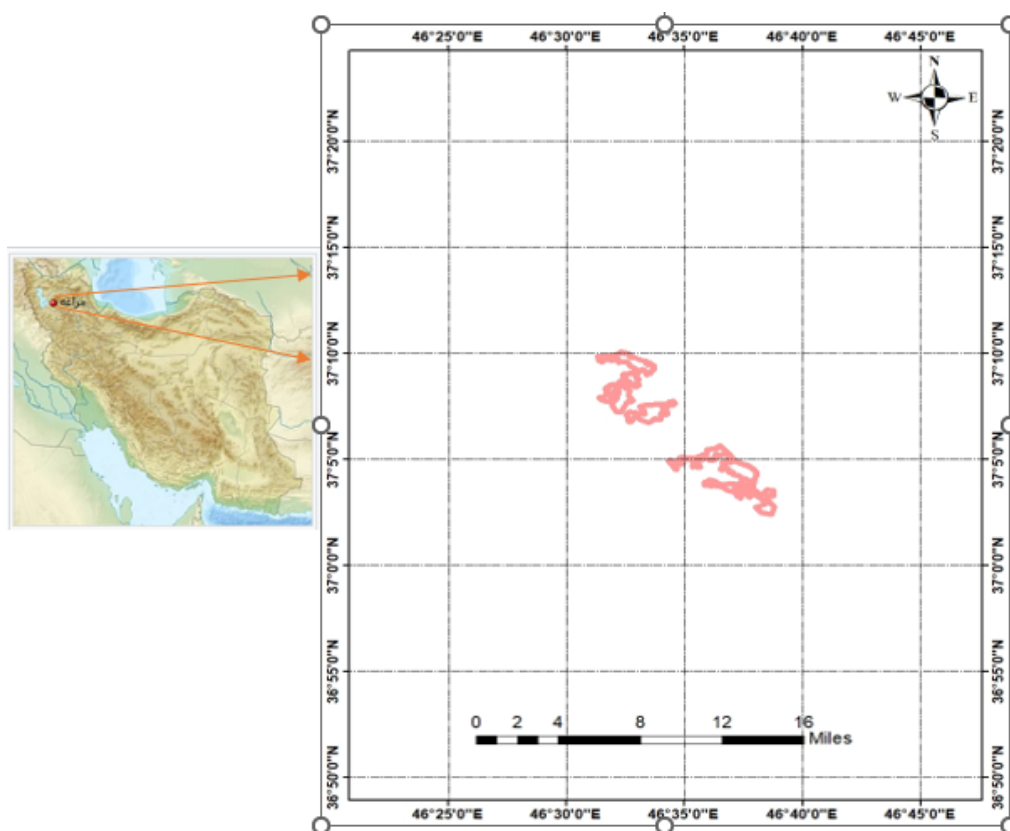 46°25'0"E 46°30'0"E 46°35'0"E 46°40'0"E 46°45'0"E
N
W E
S
37°20'0"N 37°20'0"N
37°15'0"N 37°15'0"N
مراغه
37°10'0"N 37°10'0"N
37°5'0"N 37°5'0"N
37°0'0"N 37°0'0"N
36°55'0"N 36°55'0"N
0 2 4 8 12 16
Miles
36°50'0"N 36°50'0"N
46°25'0"E 46°30'0"E 46°35'0"E 46°40'0"E 46°45'0"E